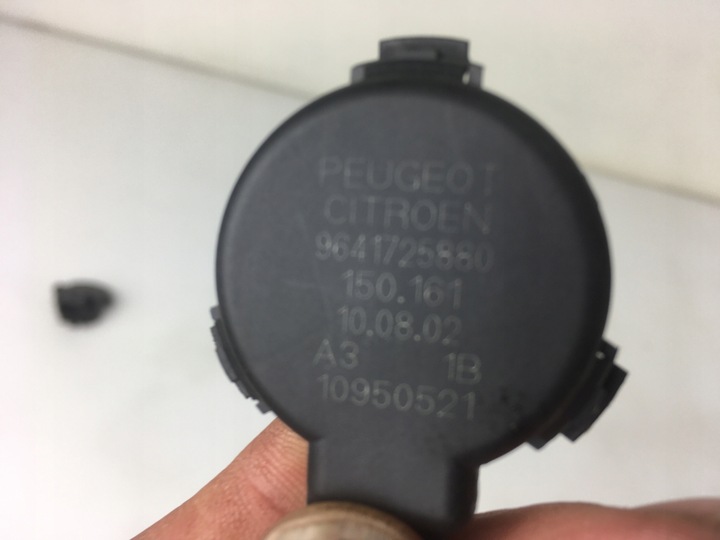 PEUGEOT
CITROEN
9641725880
150.161
10.08.02
A3 1B
10950521